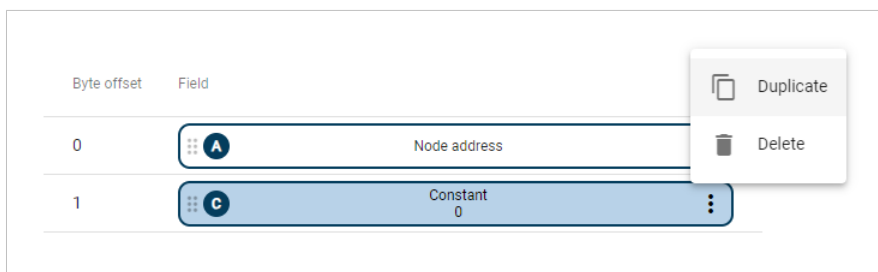 Byte offset Field
Duplicate
0 A Node address
Delete
1 C Constant
0